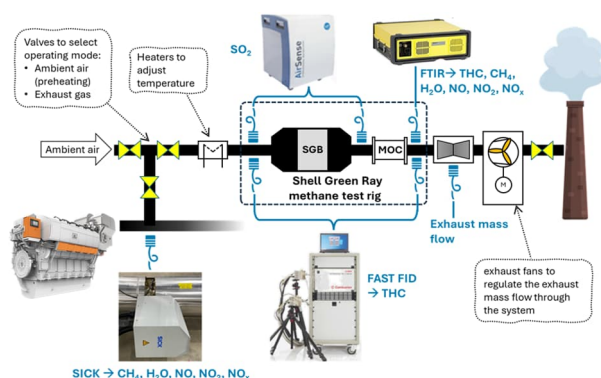 Valves to select
operating mode:
• Ambient air
(preheating)
• Exhaust gas
Heaters to
adjust
temperature
SO₂
AirSense
FTIR→ THC, CH₄,
H₂O, NO, NO₂, NOₓ
Ambient air
SGB
MOC
M
Shell Green Ray
methane test rig
Exhaust mass
flow
FAST FID
→ THC
exhaust fans to
regulate the exhaust
mass flow through
the system
SICK
SICK → CH₄, H₂O, NO, NO₂, NOₓ